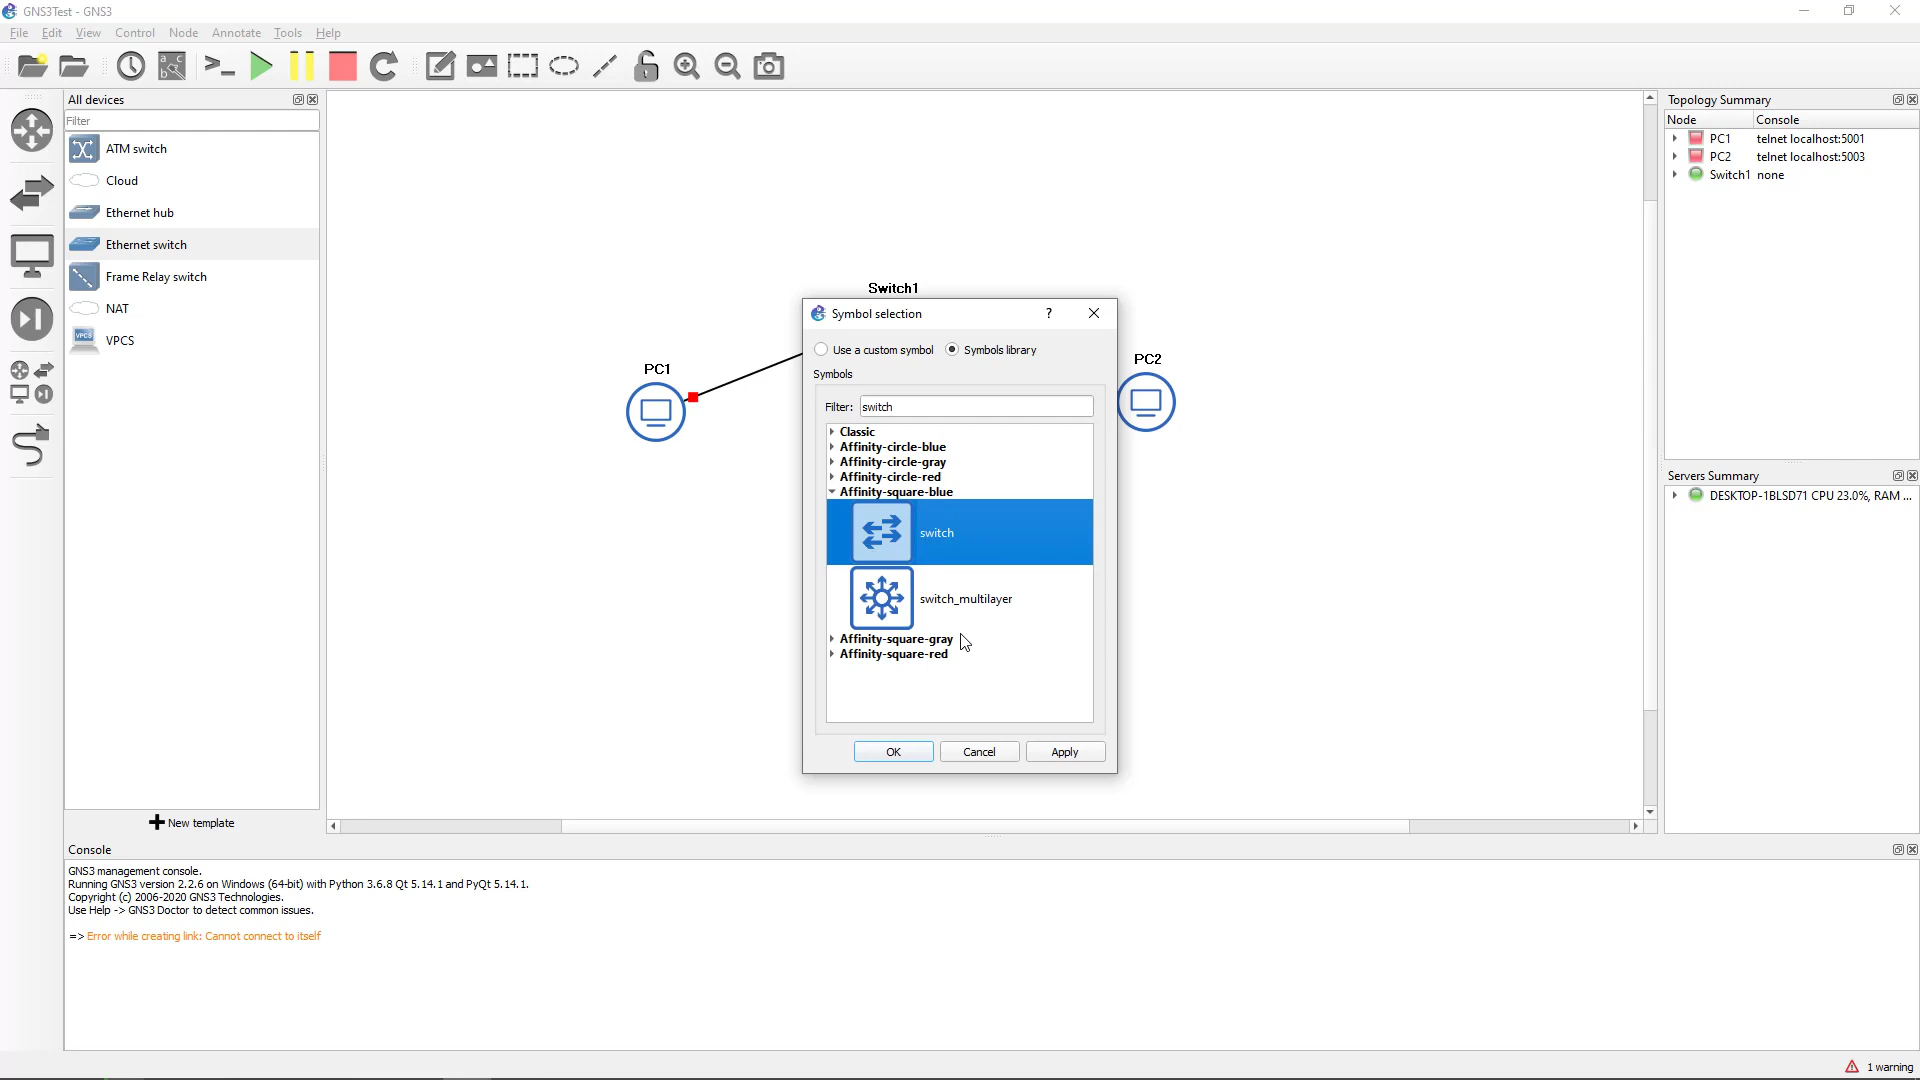 GNS3Test - GNS3
File Edit View Control Node Annotate Tools Help
All devices
Filter
ATM switch
Cloud
Ethernet hub
Ethernet switch
Frame Relay switch
NAT
VPCS
VPCS
New template
Switch1
PC1
PC2
Symbol selection
?
Use a custom symbol Symbols library
Symbols
Filter: switch
Classic
Affinity-circle-blue
Affinity-circle-gray
Affinity-circle-red
Affinity-square-blue
switch
switch_multilayer
Affinity-square-gray
Affinity-square-red
OK Cancel Apply
Topology Summary
Node Console
PC1 telnet localhost:5001
PC2 telnet localhost:5003
Switch1 none
Servers Summary
DESKTOP-1BLSD71 CPU 23.0%, RAM ...
Console
GNS3 management console.
Running GNS3 version 2.2.6 on Windows (64-bit) with Python 3.6.8 Qt 5.14.1 and PyQt 5.14.1.
Copyright (c) 2006-2020 GNS3 Technologies.
Use Help -> GNS3 Doctor to detect common issues.
=> Error while creating link: Cannot connect to itself
1 warning